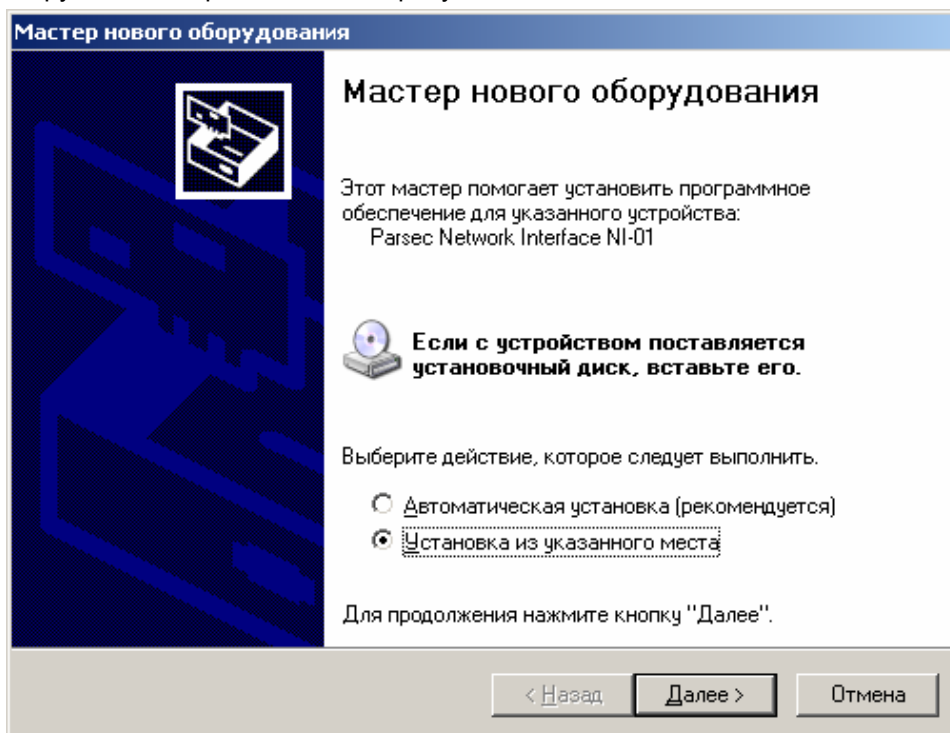 Мастер нового оборудования
Мастер нового оборудования
Этот мастер помогает установить программное
обеспечение для указанного устройства:
Parsec Network Interface NI-01
Если с устройством поставляется
установочный диск, вставьте его.
Выберите действие, которое следует выполнить.
Автоматическая установка (рекомендуется)
Установка из указанного места
Для продолжения нажмите кнопку "Далее".
< Назад Далее > Отмена